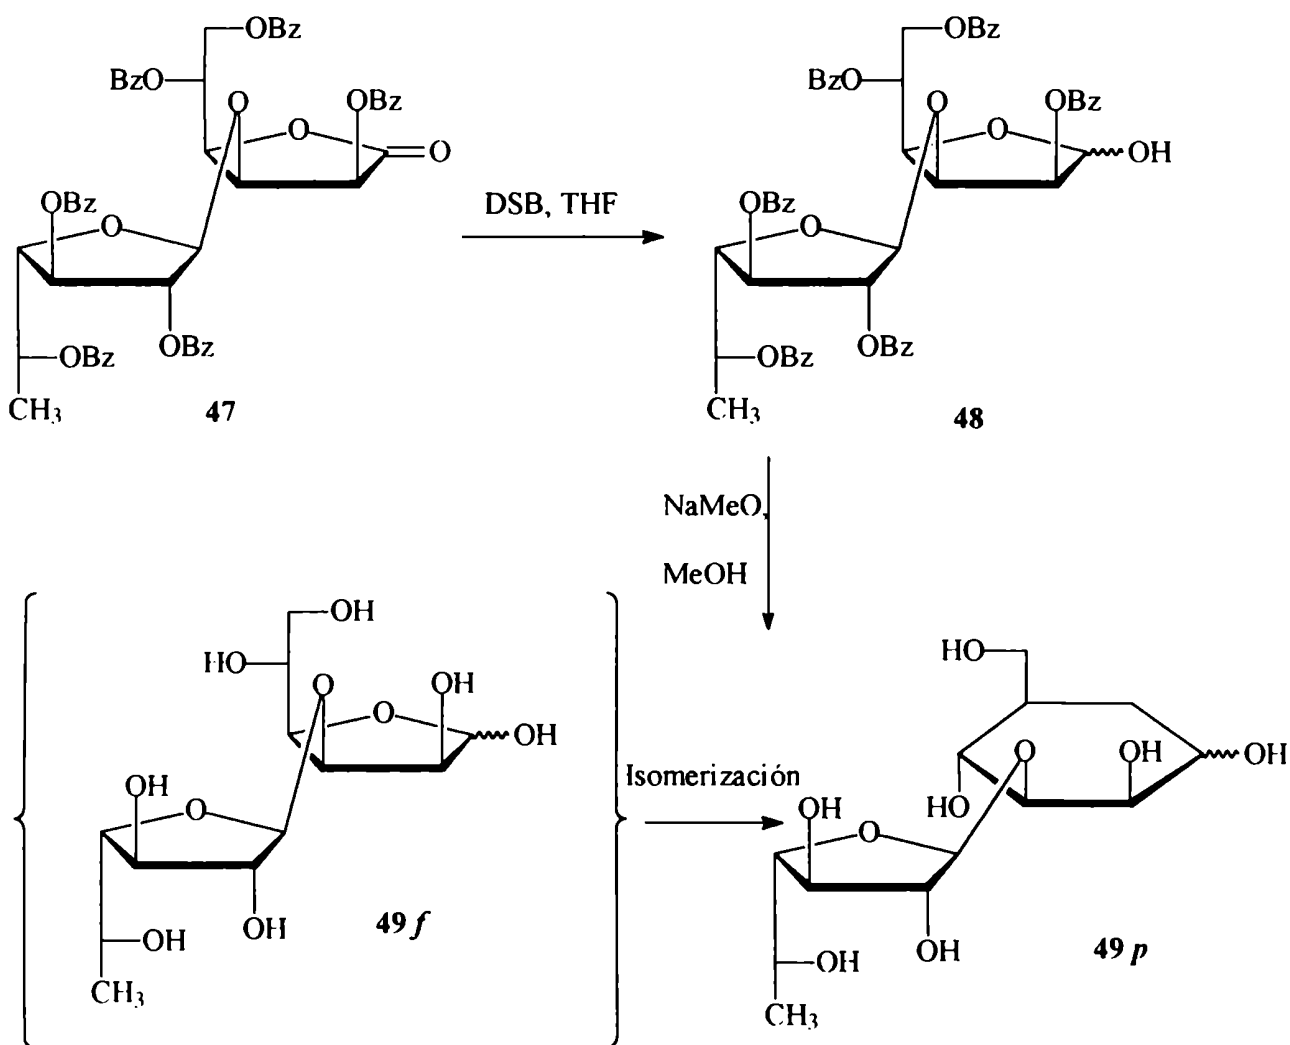 OBz
BzO
O
OBz
O
O
OBz
O
OBz
OBz
CH3
47
DSB, THF
OBz
BzO
O
OBz
O
OH
OBz
O
OBz
OBz
CH3
48
NaMeO,
MeOH
OH
HO
O
OH
O
OH
OH
O
OH
OH
CH3
49 f
Isomerización
HO
O
OH
OH
HO
OH
O
OH
OH
CH3
49 p